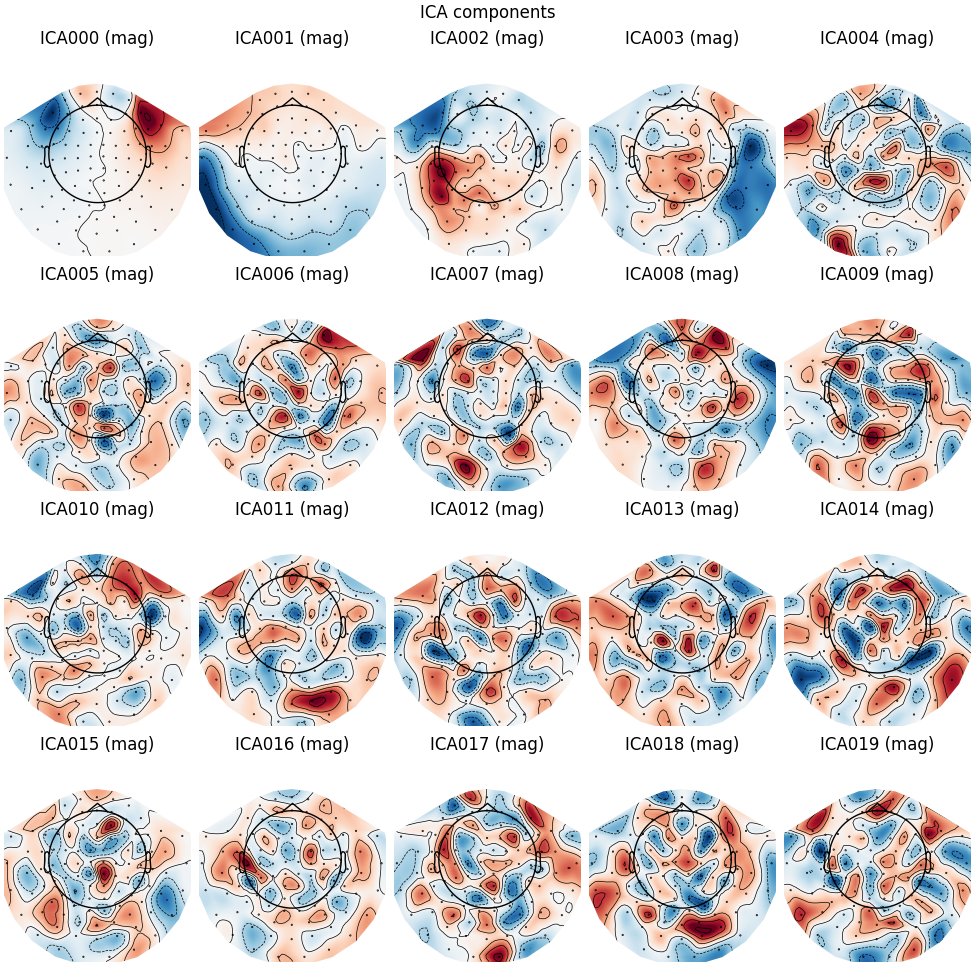 ICA components
ICA000 (mag) ICA001 (mag) ICA002 (mag) ICA003 (mag) ICA004 (mag)
ICA005 (mag) ICA006 (mag) ICA007 (mag) ICA008 (mag) ICA009 (mag)
ICA010 (mag) ICA011 (mag) ICA012 (mag) ICA013 (mag) ICA014 (mag)
ICA015 (mag) ICA016 (mag) ICA017 (mag) ICA018 (mag) ICA019 (mag)